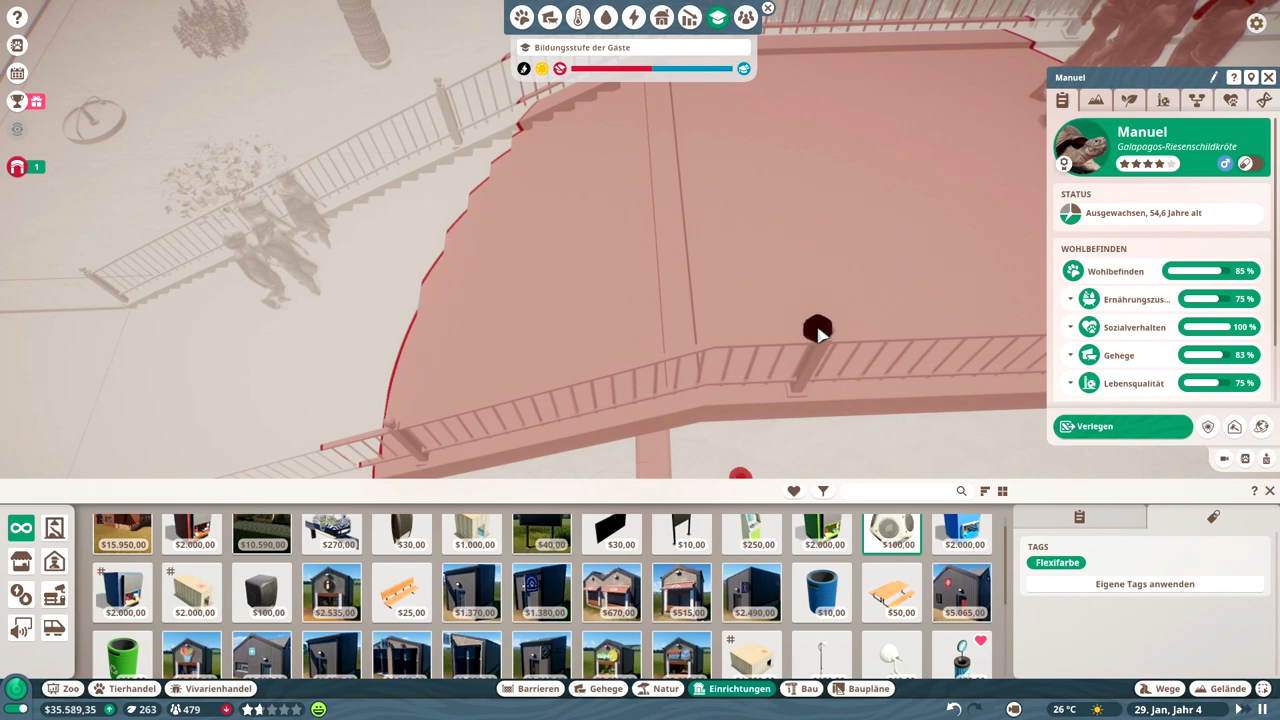 Bildungsstufe der Gäste
1
Manuel
Manuel
Galapagos-Riesenschildkröte
STATUS
Ausgewachsen, 54,6 Jahre alt
WOHLBEFINDEN
Wohlbefinden 85 %
Ernährungszus... 75 %
Sozialverhalten 100 %
Gehege 83 %
Lebensqualität 75 %
Verlegen
$15.950,00 $2.000,00 $10.590,00 $270,00 $30,00 $1.000,00 $40,00 $30,00 $10,00 $250,00 $2.000,00 $100,00 $2.000,00
$2.000,00 $2.000,00 $100,00 $2.535,00 $25,00 $1.370,00 $1.380,00 $670,00 $515,00 $2.490,00 $10,00 $50,00 $5.065,00
TAGS
Flexifarbe
Eigene Tags anwenden
Zoo Tierhandel Vivarienhandel Barrieren Gehege Natur Einrichtungen Bau Baupläne Wege Gelände
$35.589,35 263 479 26 °C 29. Jan, Jahr 4